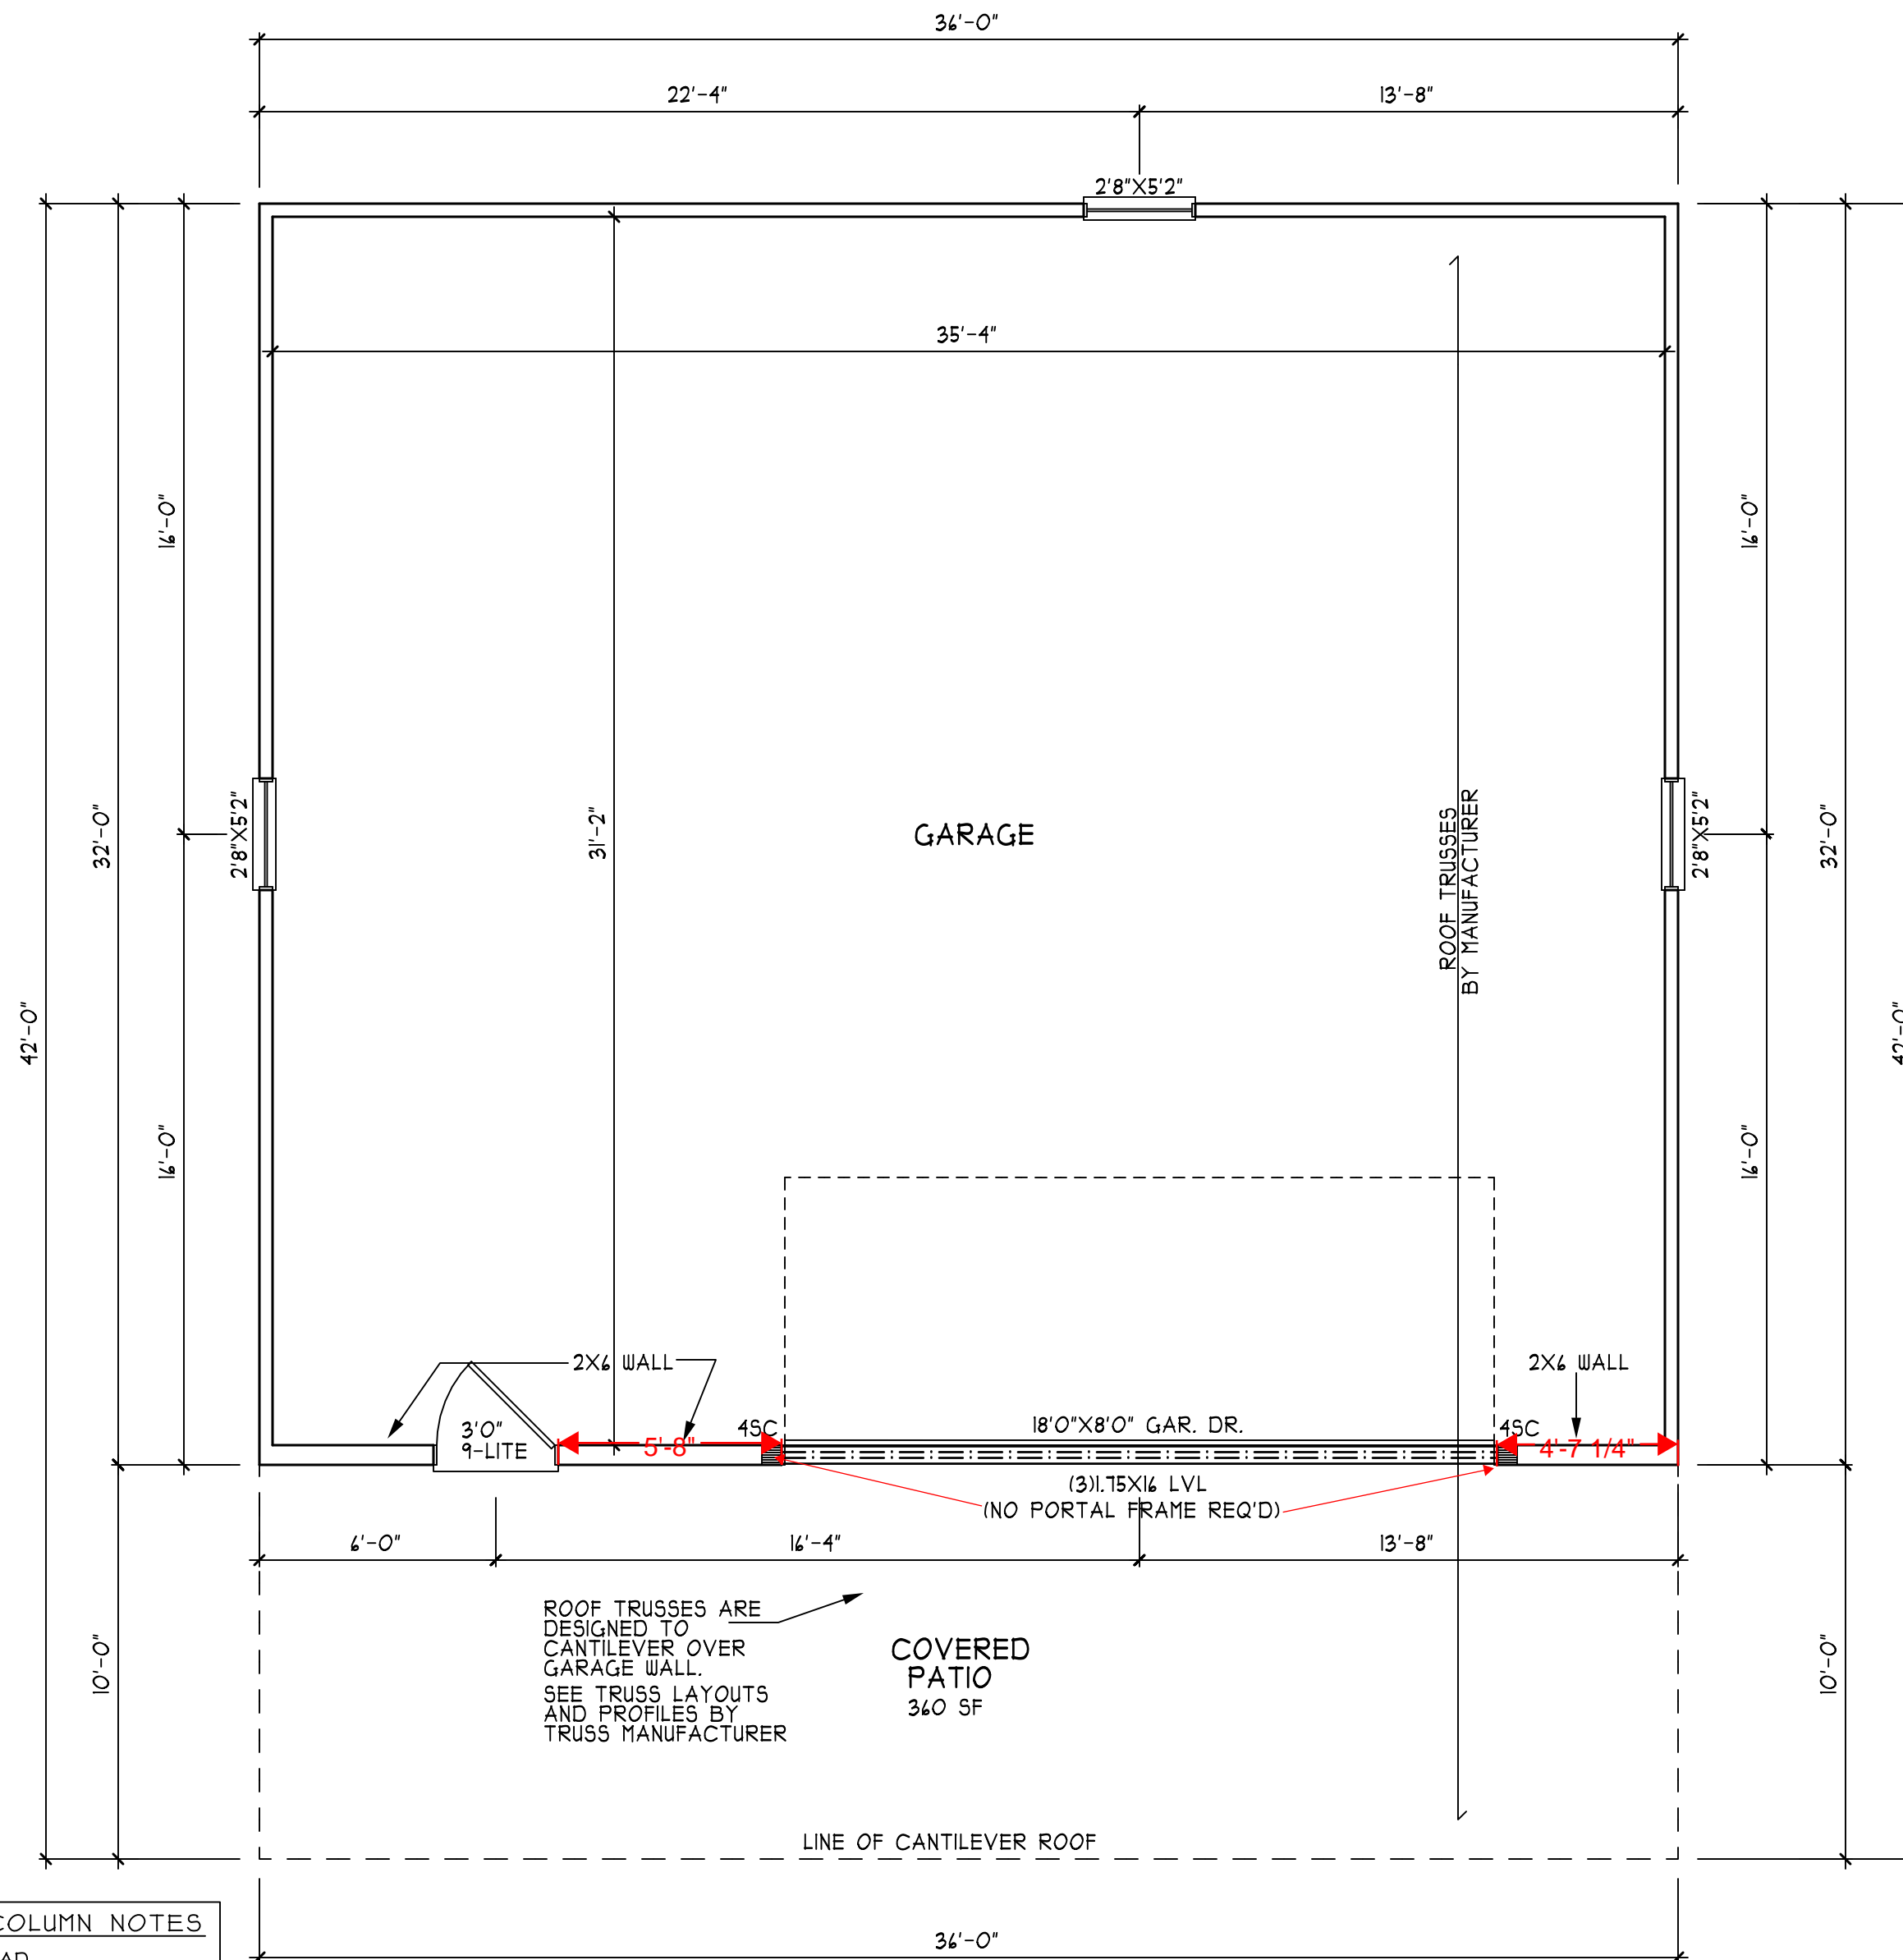 36'-0"
22'-4"
13'-8"
2'8"X5'2"
35'-4"
16'-0"
16'-0"
32'-0"
2'8"X5'2"
31'-2"
GARAGE
ROOF TRUSSES
BY MANUFACTURER
2'8"X5'2"
32'-0"
42'-0"
42'-0"
16'-0"
16'-0"
2X6 WALL
2X6 WALL
3'0"
9-LITE
5'-8"
4SC
18'0"X8'0" GAR. DR.
4SC
4'-7 1/4"
(3)1.75X16 LVL
(NO PORTAL FRAME REQ'D)
6'-0"
16'-4"
13'-8"
10'-0"
ROOF TRUSSES ARE
DESIGNED TO
CANTILEVER OVER
GARAGE WALL.
SEE TRUSS LAYOUTS
AND PROFILES BY
TRUSS MANUFACTURER
COVERED
PATIO
360 SF
10'-0"
LINE OF CANTILEVER ROOF
COLUMN NOTES
36'-0"